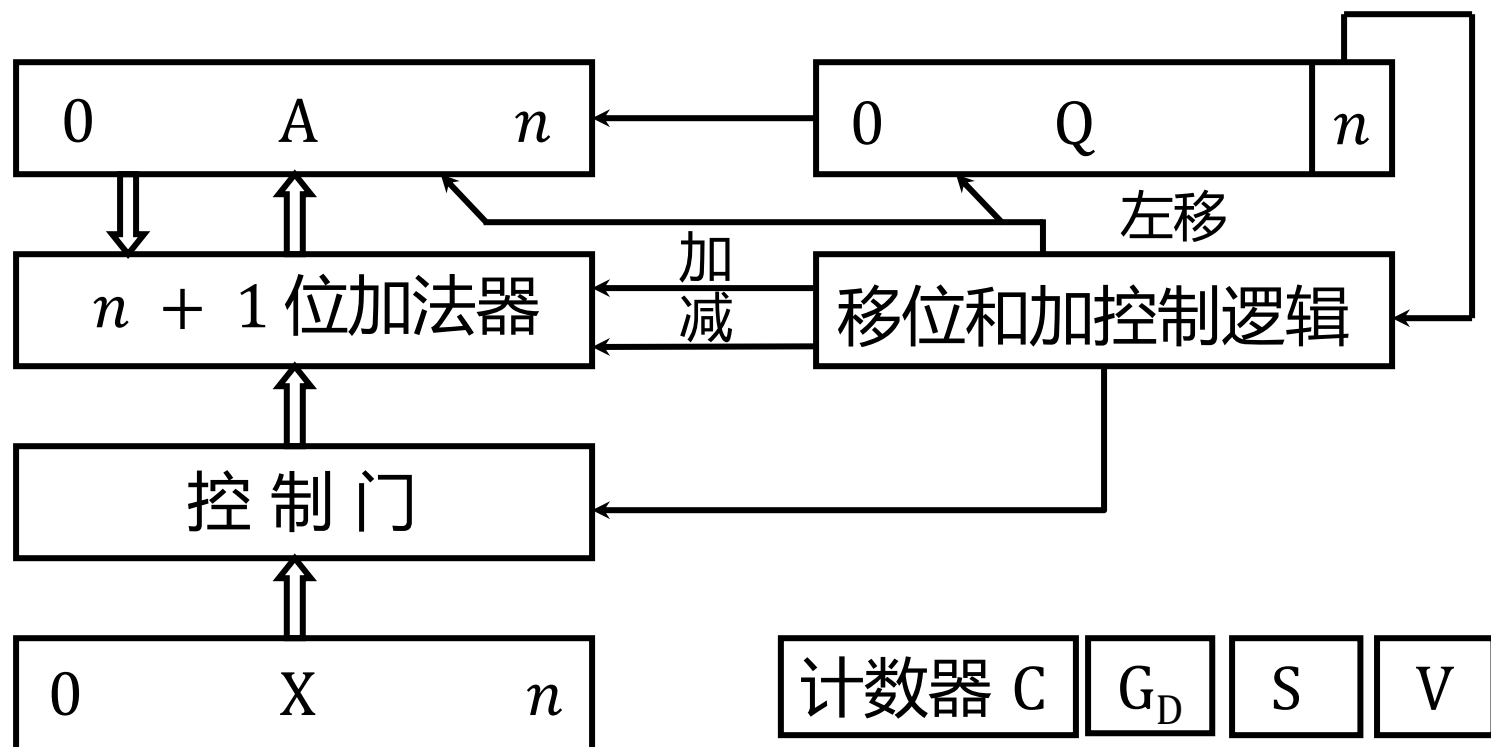 0 A n
0 Q n
左移
加
减
n + 1 位加法器
移位和加控制逻辑
控 制 门
0 X n
计数器 C
G_D
S
V